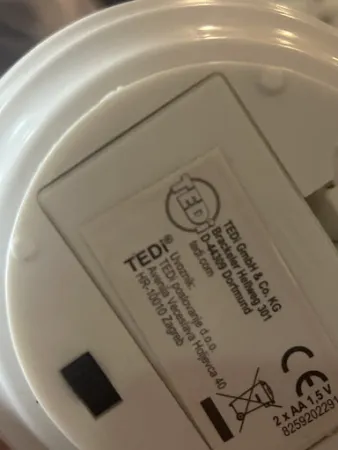 TEDi
TEDi GmbH & Co. KG
Brackeler Hellweg 301
D-44309 Dortmund
tedi.com
TEDi®
Uvoznik:
TEDi poslovanje d.o.o.
Avenija Veceslava Holjevca 40
HR-10010 Zagreb
CE
2 x AA 1,5 V
8259202291